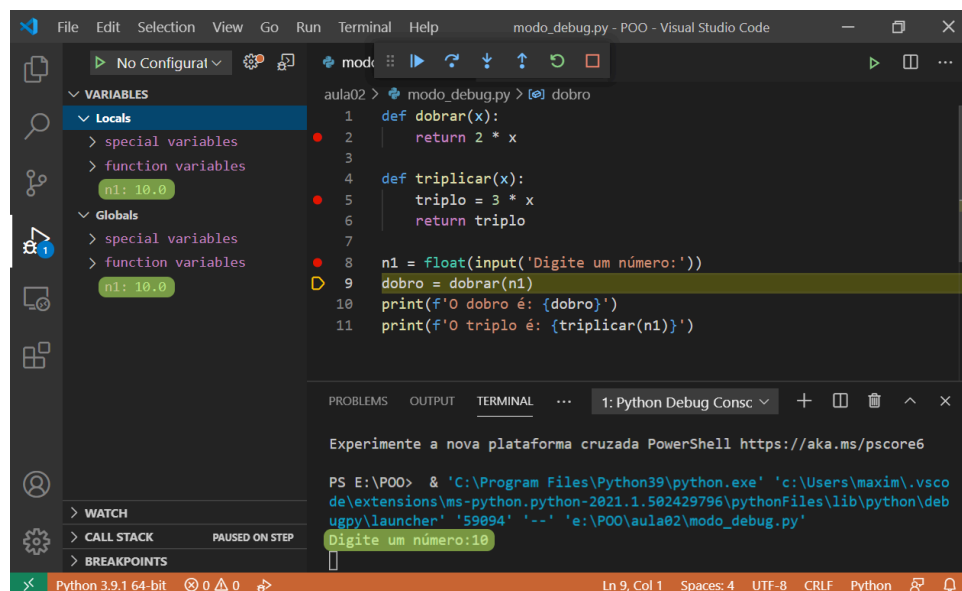 File Edit Selection View Go Run Terminal Help modo_debug.py - POO - Visual Studio Code
No Configurat
VARIABLES
Locals
special variables
function variables
n1: 10.0
Globals
special variables
function variables
n1: 10.0
WATCH
CALL STACK PAUSED ON STEP
BREAKPOINTS
1
mod
aula02 > modo_debug.py > dobro
1 def dobrar(x):
2 return 2 * x
3
4 def triplicar(x):
5 triplo = 3 * x
6 return triplo
7
8 n1 = float(input('Digite um número:'))
9 dobro = dobrar(n1)
10 print(f'O dobro é: {dobro}')
11 print(f'O triplo é: {triplicar(n1)}')
PROBLEMS OUTPUT TERMINAL ··· 1: Python Debug Consc
Experimente a nova plataforma cruzada PowerShell https://aka.ms/pscore6
PS E:\POO> & 'C:\Program Files\Python39\python.exe' 'c:\Users\maxim\.vsco
de\extensions\ms-python.python-2021.1.502429796\pythonFiles\lib\python\deb
ugpy\launcher' '59094' '--' 'e:\POO\aula02\modo_debug.py'
Digite um número:10
Python 3.9.1 64-bit 0 0 Ln 9, Col 1 Spaces: 4 UTF-8 CRLF Python